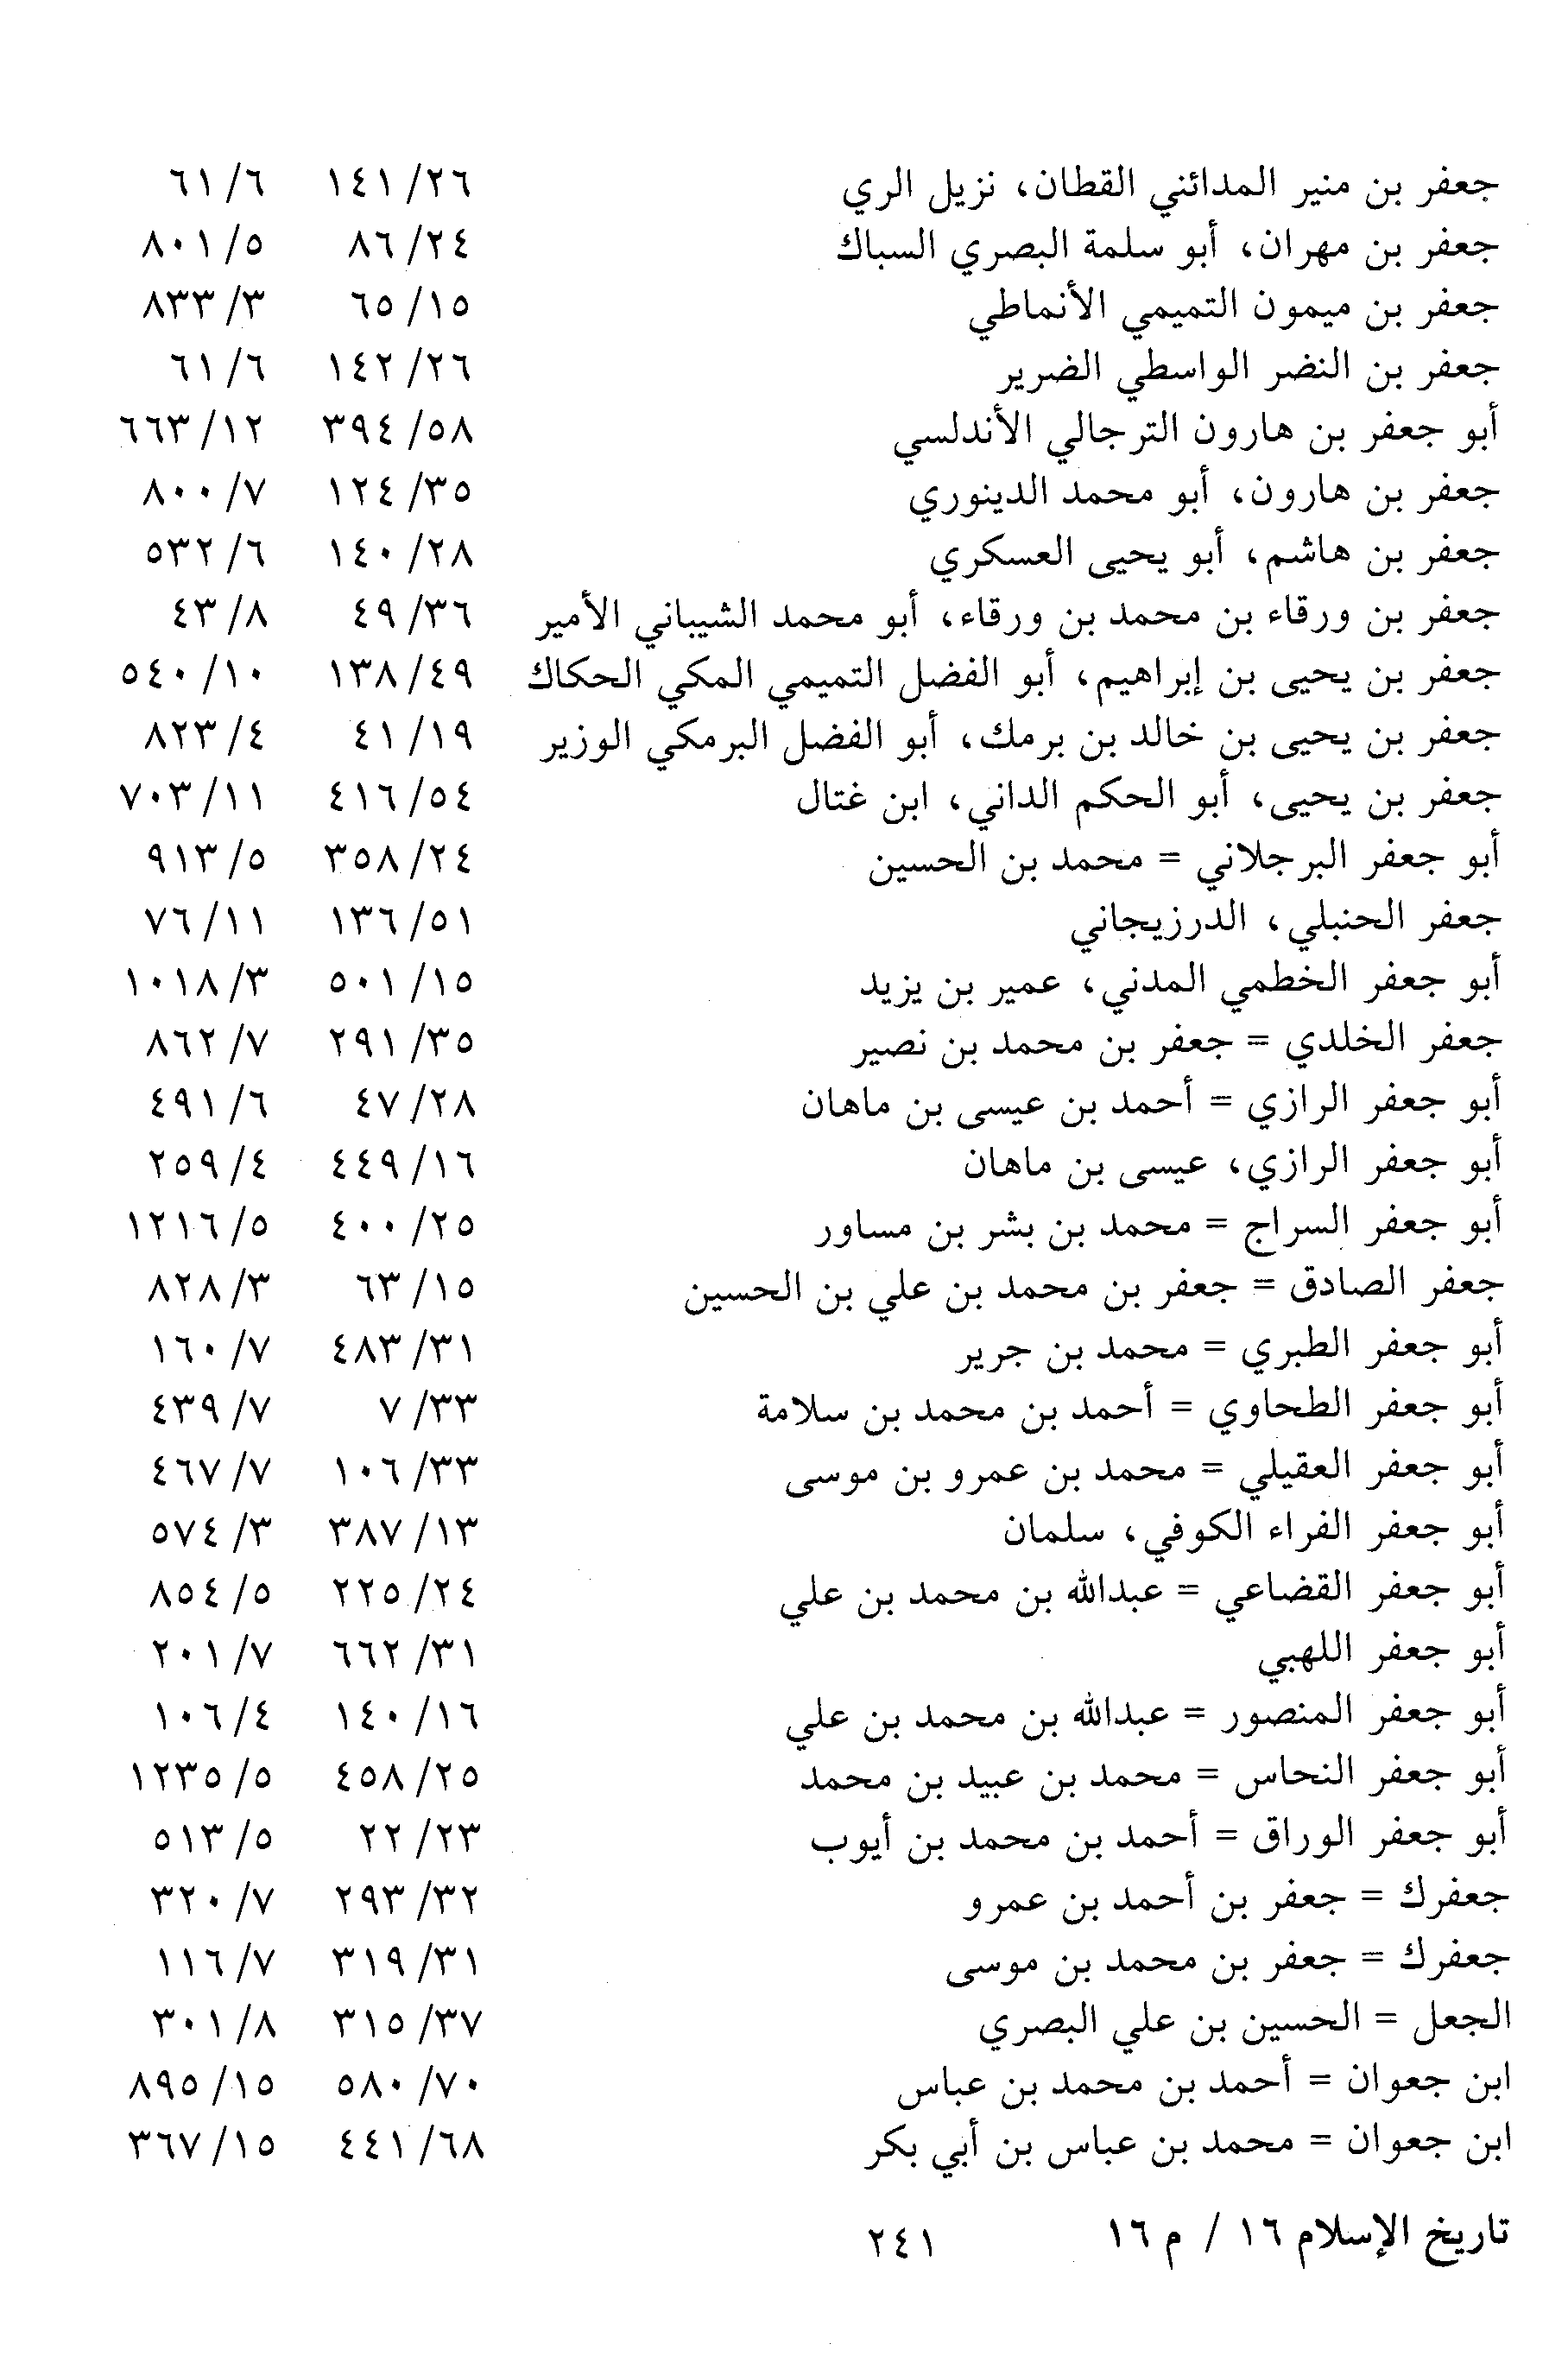 جعفر بن منير المدائني القطان، نزيل الري ٢٦/ ١٤١ ٦/ ٦١
جعفر بن مهران، أبو سلمة البصري السباك ٢٤/ ٨٦ ٥/ ٨٠١
جعفر بن ميمون التميمي الأنماطي ١٥/ ٦٥ ٣/ ٨٣٣
جعفر بن النضر الواسطي الضرير ٢٦/ ١٤٢ ٦/ ٦١
أبو جعفر بن هارون الترجالي الأندلسي ٥٨/ ٣٩٤ ١٢/ ٦٦٣
جعفر بن هارون، أبو محمد الدينوري ٣٥/ ١٢٤ ٧/ ٨٠٠
جعفر بن هاشم، أبو يحيى العسكري ٢٨/ ١٤٠ ٦/ ٥٣٢
جعفر بن ورقاء بن محمد بن ورقاء، أبو محمد الشيباني الأمير ٣٦/ ٤٩ ٨/ ٤٣
جعفر بن يحيى بن إبراهيم، أبو الفضل التميمي المكي الحكاك ٤٩/ ١٣٨ ١٠/ ٥٤٠
جعفر بن يحيى بن خالد بن برمك، أبو الفضل البرمكي الوزير ١٩/ ٤١ ٤/ ٨٢٣
جعفر بن يحيى، أبو الحكم الداني، ابن غتال ٥٤/ ٤١٦ ١١/ ٧٠٣
أبو جعفر البرجلاني = محمد بن الحسين ٢٤/ ٣٥٨ ٥/ ٩١٣
جعفر الحنبلي، الدرزيجاني ٥١/ ١٣٦ ١١/ ٧٦
أبو جعفر الخطمي المدني، عمير بن يزيد ١٥/ ٥٠١ ٣/ ١٠١٨
جعفر الخلدي = جعفر بن محمد بن نصير ٣٥/ ٢٩١ ٧/ ٨٦٢
أبو جعفر الرازي = أحمد بن عيسى بن ماهان ٢٨/ ٤٧ ٦/ ٤٩١
أبو جعفر الرازي، عيسى بن ماهان ١٦/ ٤٤٩ ٤/ ٢٥٩
أبو جعفر السراج = محمد بن بشر بن مساور ٢٥/ ٤٠٠ ٥/ ١٢١٦
جعفر الصادق = جعفر بن محمد بن علي بن الحسين ١٥/ ٦٣ ٣/ ٨٢٨
أبو جعفر الطبري = محمد بن جرير ٣١/ ٤٨٣ ٧/ ١٦٠
أبو جعفر الطحاوي = أحمد بن محمد بن سلامة ٣٣/ ٧ ٧/ ٤٣٩
أبو جعفر العقيلي = محمد بن عمرو بن موسى ٣٣/ ١٠٦ ٧/ ٤٦٧
أبو جعفر الفراء الكوفي، سلمان ١٣/ ٣٨٧ ٣/ ٥٧٤
أبو جعفر القضاعي = عبدالله بن محمد بن علي ٢٤/ ٢٢٥ ٥/ ٨٥٤
أبو جعفر اللهبي ٣١/ ٦٦٢ ٧/ ٢٠١
أبو جعفر المنصور = عبدالله بن محمد بن علي ١٦/ ١٤٠ ٤/ ١٠٦
أبو جعفر النحاس = محمد بن عبيد بن محمد ٢٥/ ٤٥٨ ٥/ ١٢٣٥
أبو جعفر الوراق = أحمد بن محمد بن أيوب ٢٣/ ٢٢ ٥/ ٥١٣
جعفرك = جعفر بن أحمد بن عمرو ٣٢/ ٢٩٣ ٧/ ٣٢٠
جعفرك = جعفر بن محمد بن موسى ٣١/ ٣١٩ ٧/ ١١٦
الجعل = الحسين بن علي البصري ٣٧/ ٣١٥ ٨/ ٣٠١
ابن جعوان = أحمد بن محمد بن عباس ٧٠/ ٥٨٠ ١٥/ ٨٩٥
ابن جعوان = محمد بن عباس بن أبي بكر ٦٨/ ٤٤١ ١٥/ ٣٦٧
تاريخ الإسلام ١٦ / م ١٦ ٢٤١